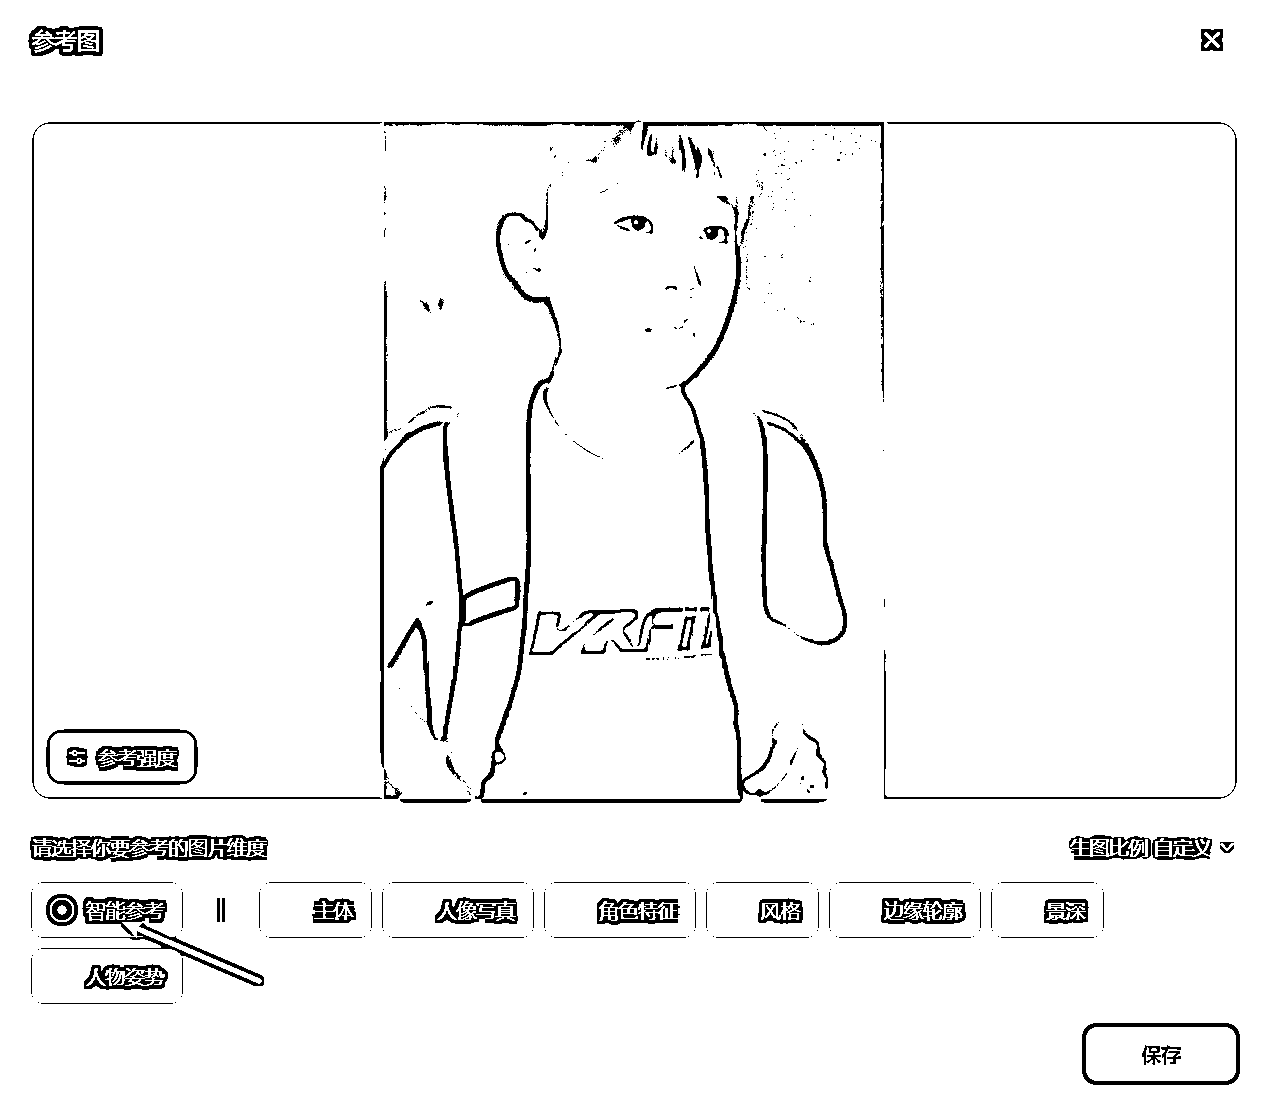 参考图
VRFII
参考强度
请选择你要参考的图片维度
生图比例 自定义
智能参考
主体
人像写真
角色特征
风格
边缘轮廓
景深
人物姿势
保存